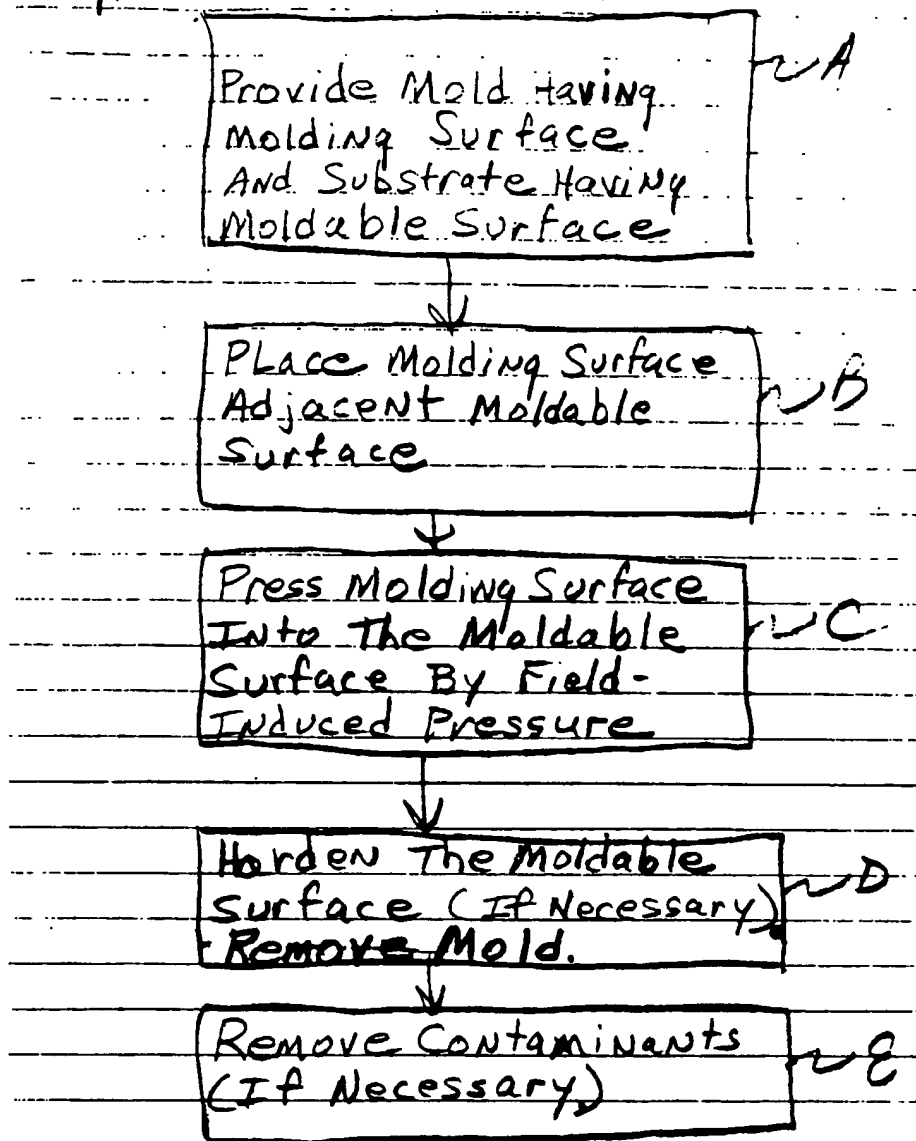 Provide Mold Having
Molding Surface
And Substrate Having
Moldable Surface
A
Place Molding Surface
Adjacent Moldable
Surface
B
Press Molding Surface
Into The Moldable
Surface By Field-
Induced Pressure
C
Harden The Moldable
Surface (If Necessary).
Remove Mold.
D
Remove Contaminants
(If Necessary)
E